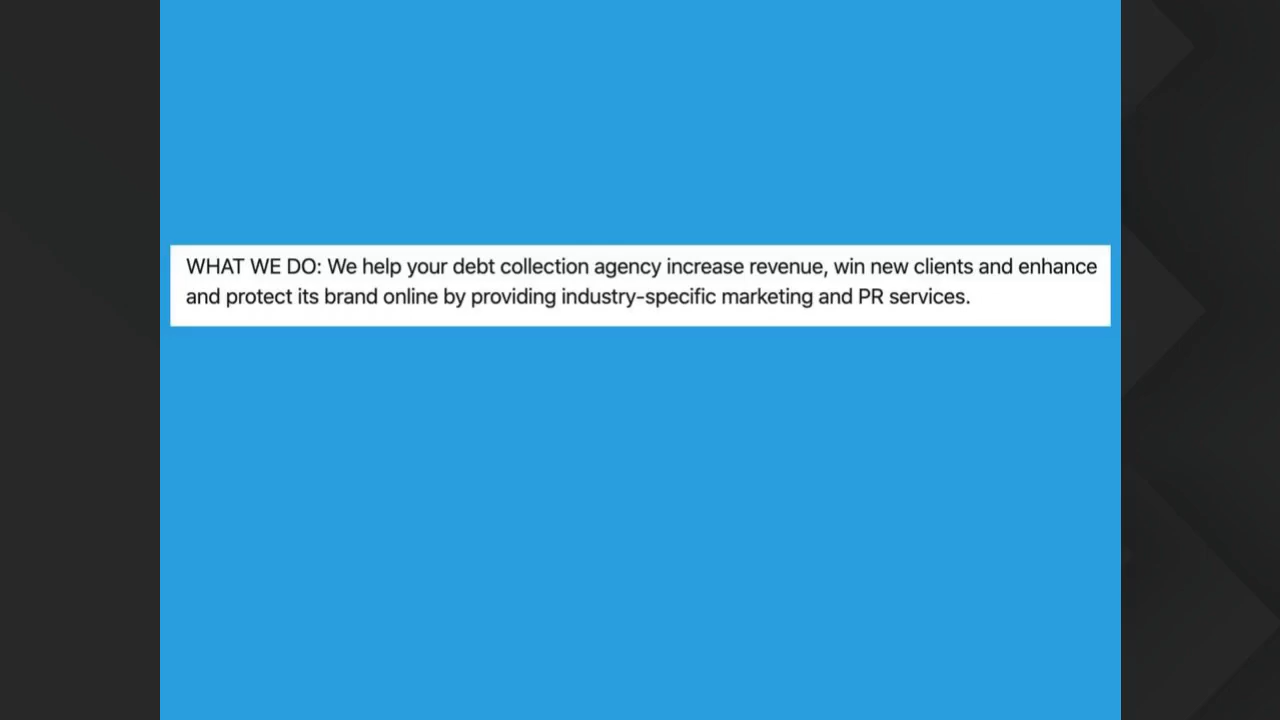 WHAT WE DO: We help your debt collection agency increase revenue, win new clients and enhance
and protect its brand online by providing industry-specific marketing and PR services.